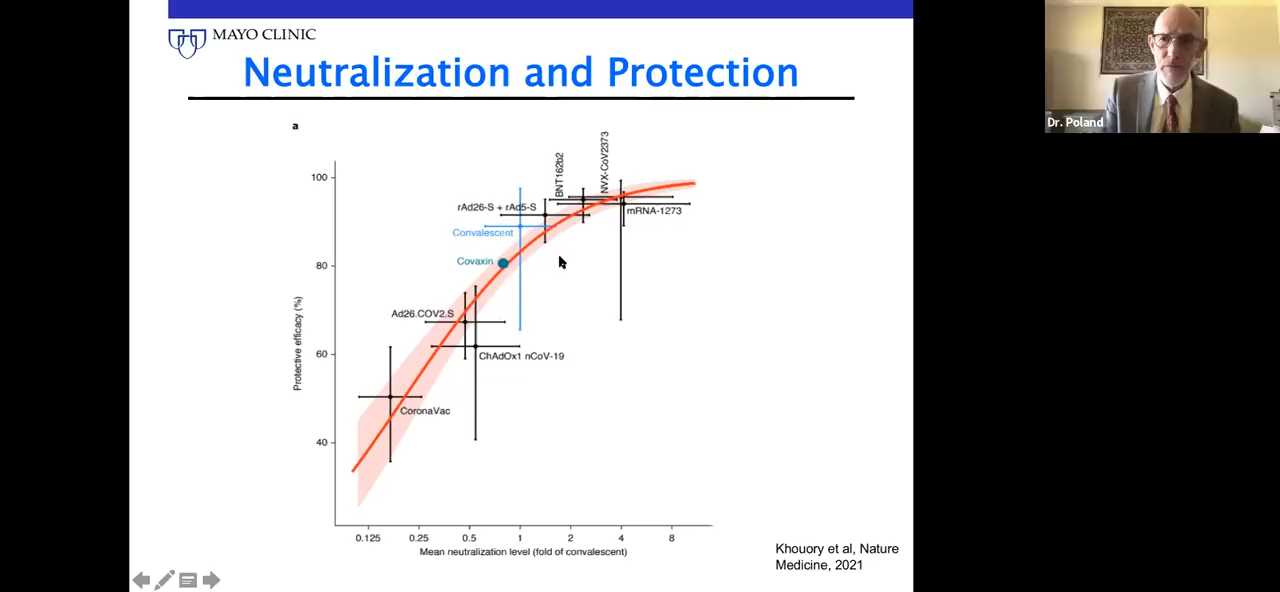 MAYO CLINIC
Neutralization and Protection
Dr. Poland
a
Protective efficacy (%)
100
80
60
40
BNT162b2
NVX-CoV2373
rAd26-S + rAd5-S
mRNA-1273
Convalescent
Covaxin
Ad26.COV2.S
ChAdOx1 nCoV-19
CoronaVac
0.125 0.25 0.5 1 2 4 8
Mean neutralization level (fold of convalescent)
Khouory et al, Nature
Medicine, 2021